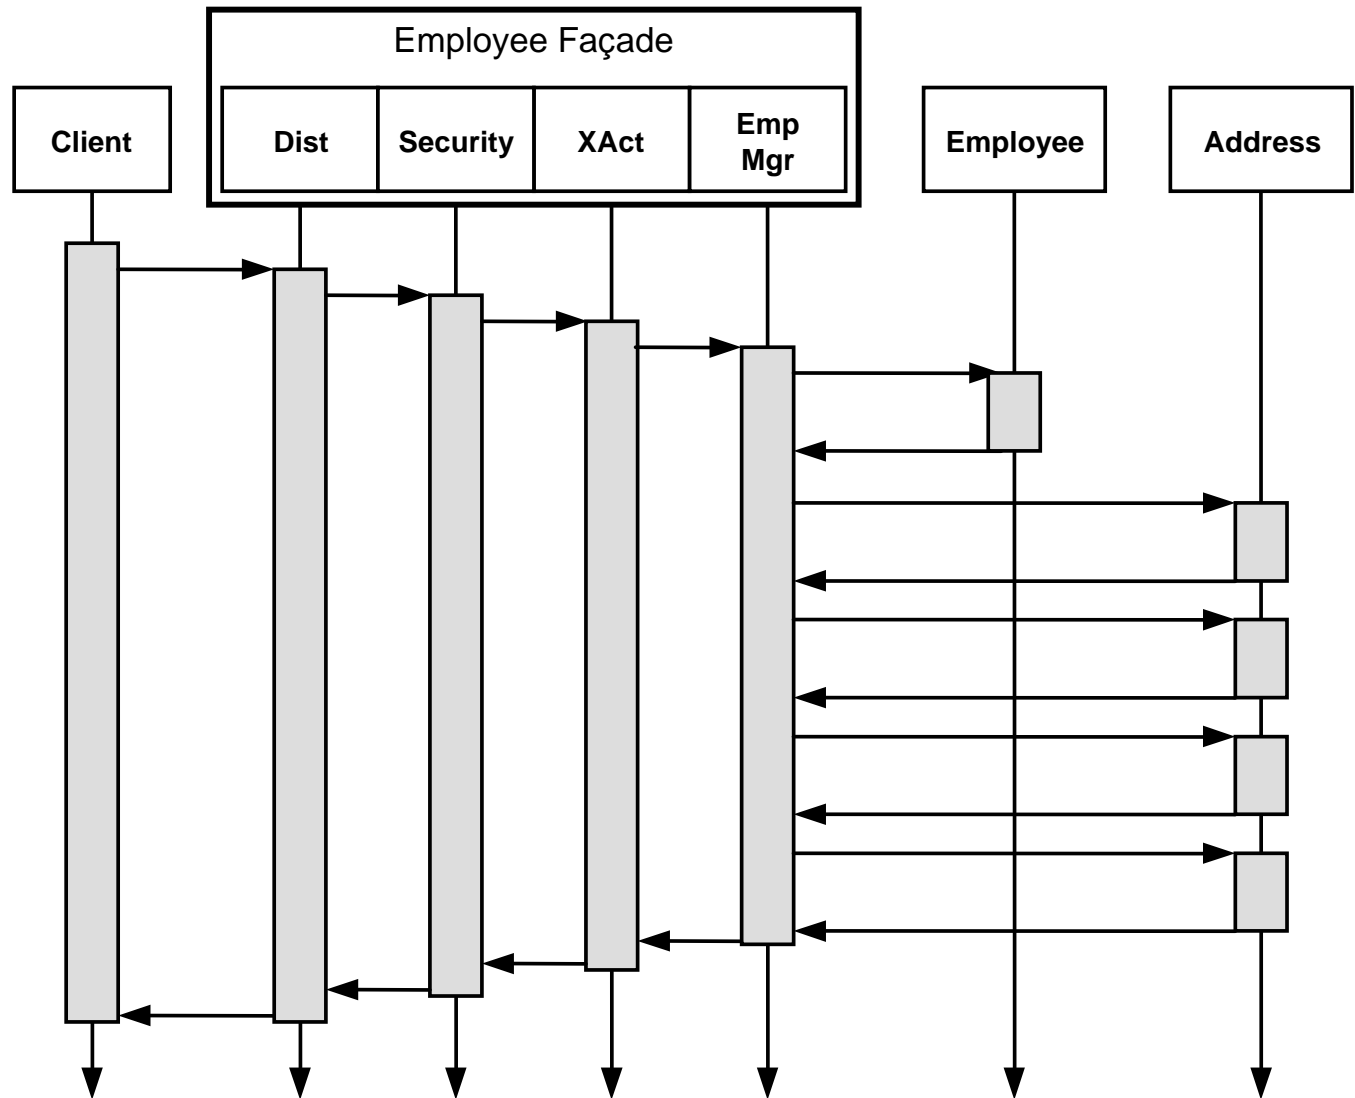 Employee Façade
Client
Dist
Security
XAct
Emp
Mgr
Employee
Address